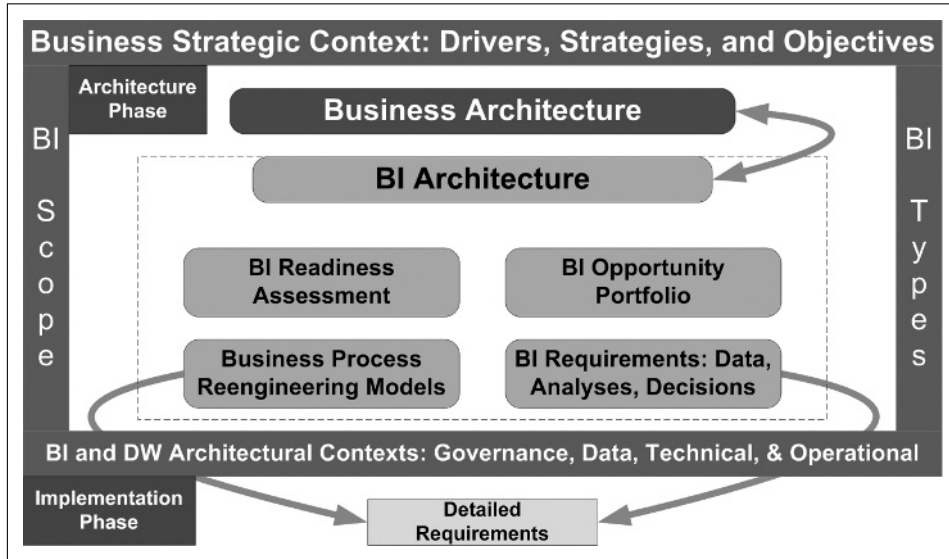 Business Strategic Context: Drivers, Strategies, and Objectives
Architecture
Phase
BI Scope
BI Types
Business Architecture
BI Architecture
BI Readiness
Assessment
BI Opportunity
Portfolio
Business Process
Reengineering Models
BI Requirements: Data,
Analyses, Decisions
BI and DW Architectural Contexts: Governance, Data, Technical, & Operational
Implementation
Phase
Detailed
Requirements